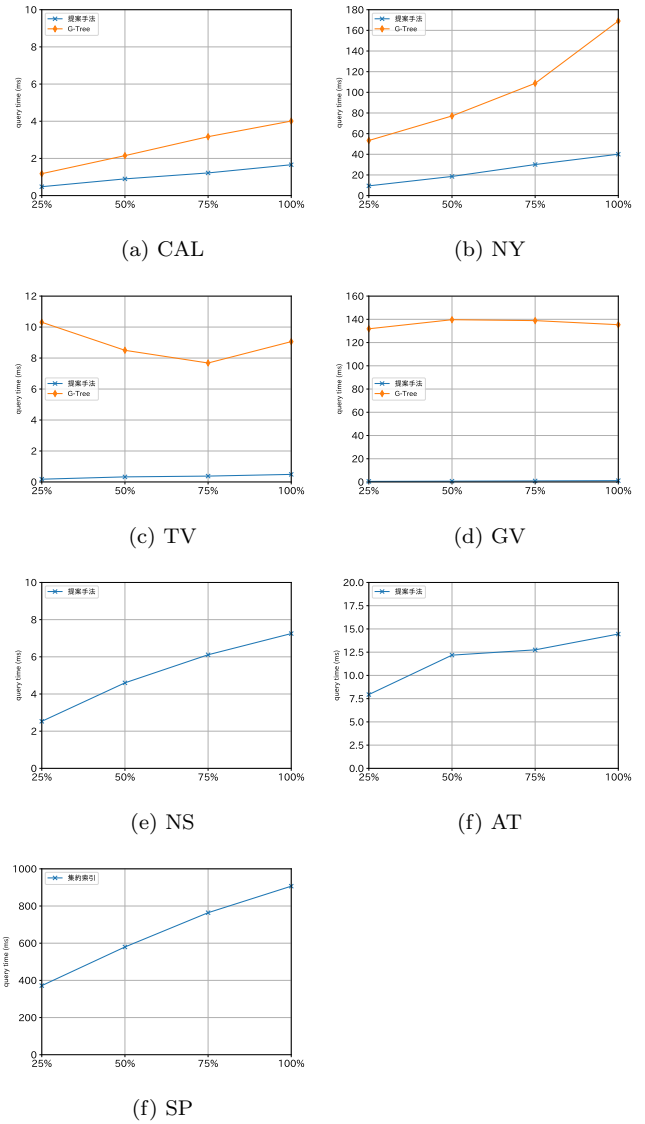 10
8
6
4
2
0
query time (ms)
提案手法
G-Tree
25% 50% 75% 100%
(a) CAL
180
160
140
120
100
80
60
40
20
0
query time (ms)
提案手法
G-Tree
25% 50% 75% 100%
(b) NY
12
10
8
6
4
2
0
query time (ms)
提案手法
G-Tree
25% 50% 75% 100%
(c) TV
160
140
120
100
80
60
40
20
0
query time (ms)
提案手法
G-Tree
25% 50% 75% 100%
(d) GV
10
8
6
4
2
0
query time (ms)
提案手法
25% 50% 75% 100%
(e) NS
20.0
17.5
15.0
12.5
10.0
7.5
5.0
2.5
0.0
query time (ms)
提案手法
25% 50% 75% 100%
(f) AT
1000
800
600
400
200
0
query time (ms)
集約索引
25% 50% 75% 100%
(f) SP